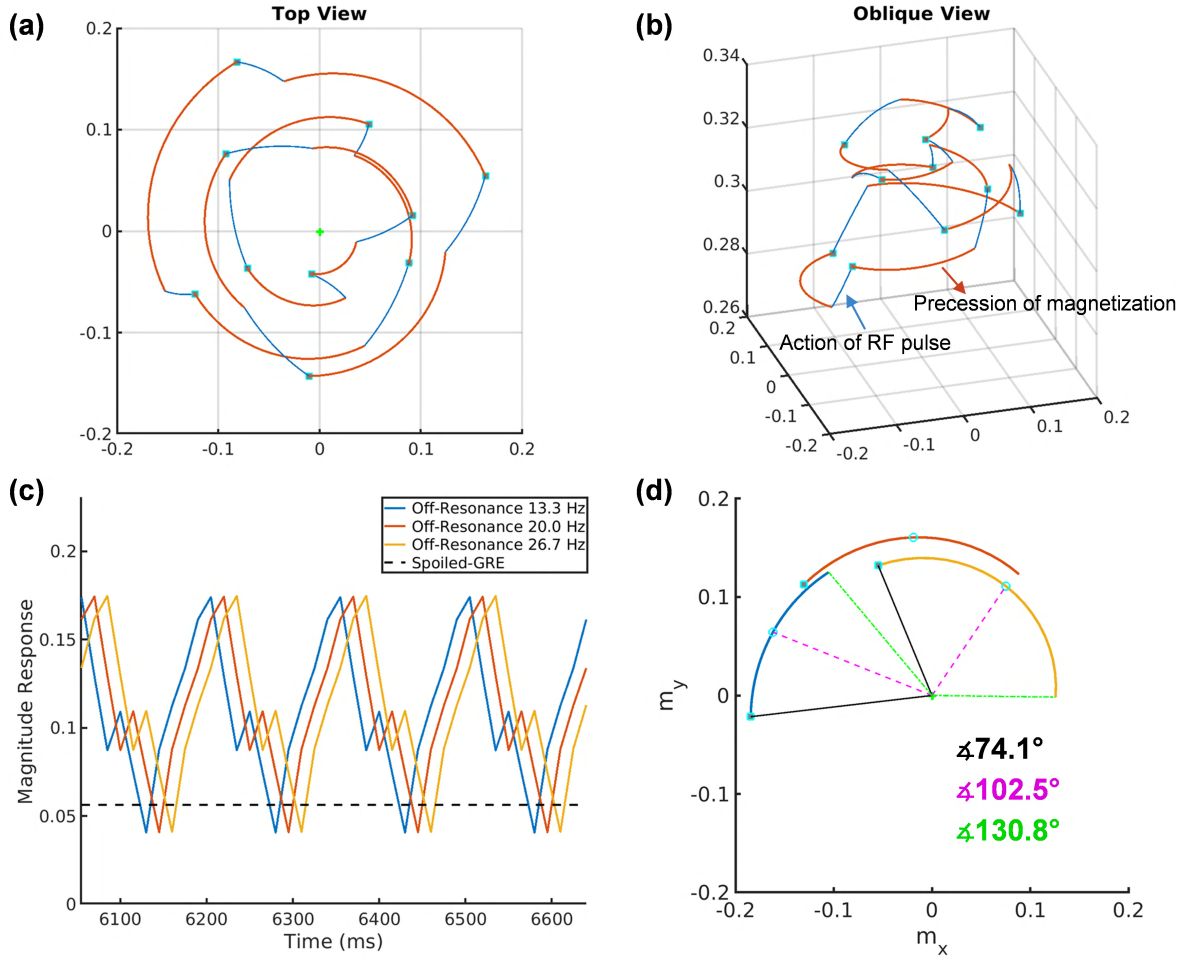 (a)
Top View
0.2
0.1
0
-0.1
-0.2
-0.2 -0.1 0 0.1 0.2
(b)
Oblique View
0.34
0.32
0.3
0.28
0.26
0.2
0.1
0
-0.1
-0.2
-0.2 -0.1 0 0.1 0.2
Precession of magnetization
Action of RF pulse
(c)
Off-Resonance 13.3 Hz
Off-Resonance 20.0 Hz
Off-Resonance 26.7 Hz
Spoiled-GRE
Magnitude Response
0.2
0.15
0.1
0.05
0
6100 6200 6300 6400 6500 6600
Time (ms)
(d)
m_y
0.2
0.1
0
-0.1
-0.2
∡74.1°
∡102.5°
∡130.8°
-0.2 -0.1 0 0.1 0.2
m_x